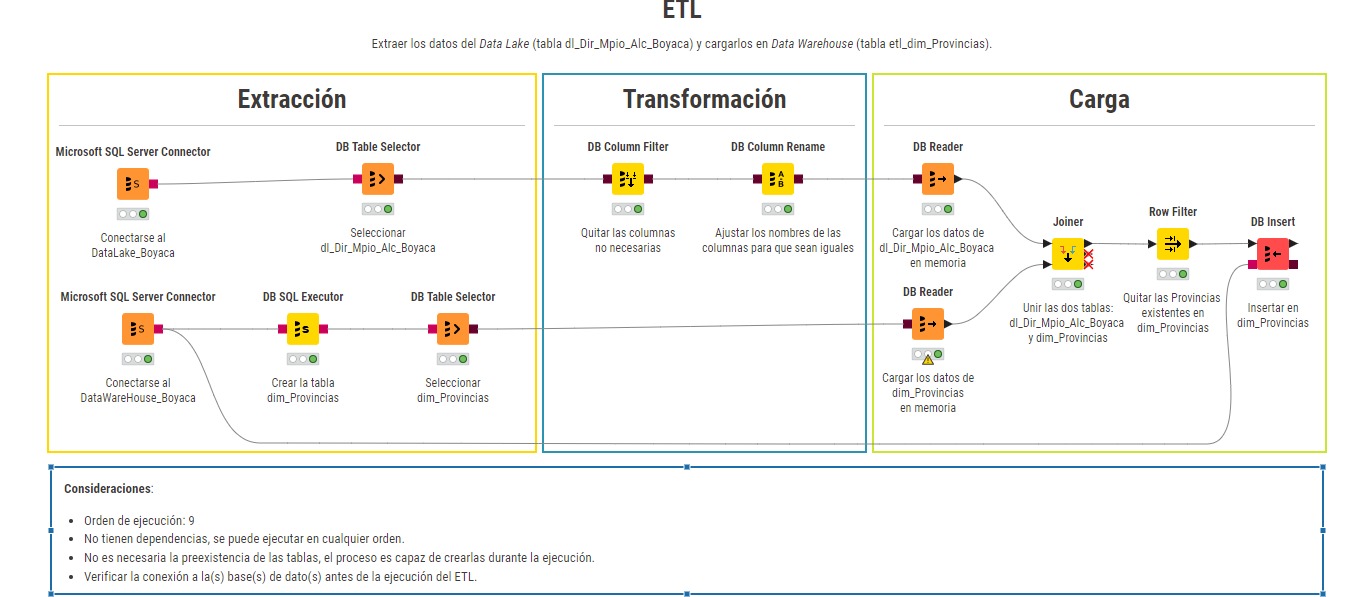 ETL
Extraer los datos del Data Lake (tabla dl_Dir_Mpio_Alc_Boyaca) y cargarlos en Data Warehouse (tabla etl_dim_Provincias).
Extracción
Microsoft SQL Server Connector
S
Conectarse al
DataLake_Boyaca
DB Table Selector
Seleccionar
dl_Dir_Mpio_Alc_Boyaca
Microsoft SQL Server Connector
S
Conectarse al
DataWareHouse_Boyaca
DB SQL Executor
S
Crear la tabla
dim_Provincias
DB Table Selector
Seleccionar
dim_Provincias
Transformación
DB Column Filter
Quitar las columnas
no necesarias
DB Column Rename
A
B
Ajustar los nombres de las
columnas para que sean iguales
Carga
DB Reader
Cargar los datos de
dl_Dir_Mpio_Alc_Boyaca
en memoria
DB Reader
Cargar los datos de
dim_Provincias
en memoria
Joiner
Unir las dos tablas:
dl_Dir_Mpio_Alc_Boyaca
y dim_Provincias
Row Filter
Quitar las Provincias
existentes en
dim_Provincias
DB Insert
Insertar en
dim_Provincias
Consideraciones:
• Orden de ejecución: 9
• No tienen dependencias, se puede ejecutar en cualquier orden.
• No es necesaria la preexistencia de las tablas, el proceso es capaz de crearlas durante la ejecución.
• Verificar la conexión a la(s) base(s) de dato(s) antes de la ejecución del ETL.